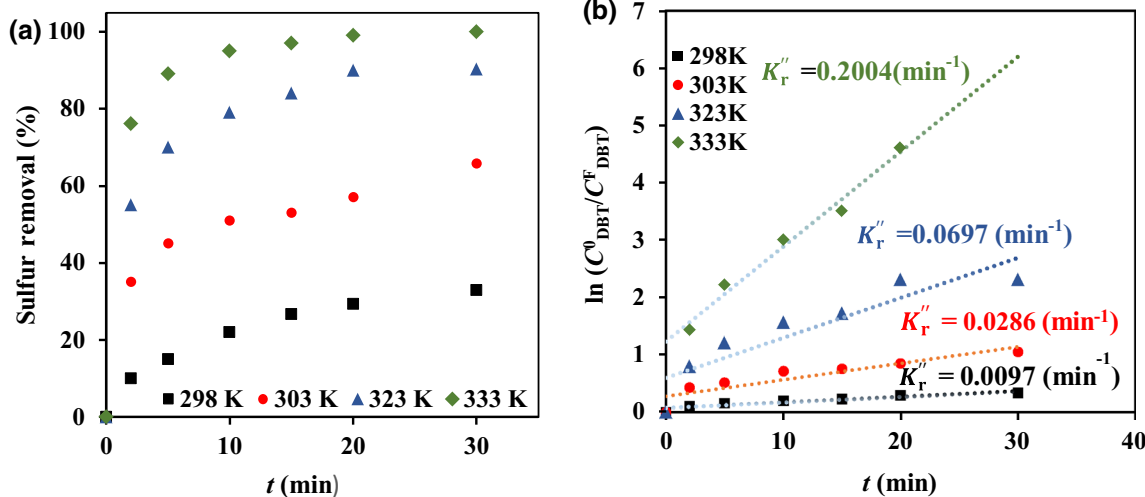 (a)
Sulfur removal (%)
100
80
60
40
20
0
298 K 303 K 323 K 333 K
0 10 20 30
t (min)
(b)
ln (C⁰DBT/CᶠDBT)
7
6
5
4
3
2
1
0
298K
303K
323K
333K
K″r =0.2004(min⁻¹)
K″r =0.0697 (min⁻¹)
K″r = 0.0286 (min⁻¹)
K″r = 0.0097 (min⁻¹)
0 10 20 30 40
t (min)